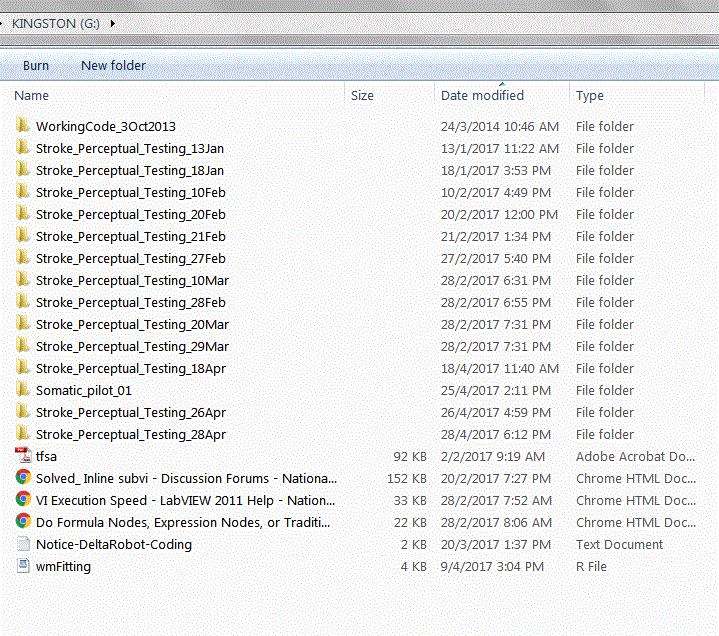 KINGSTON (G:)
Burn New folder
Name Size Date modified Type
WorkingCode_3Oct2013 24/3/2014 10:46 AM File folder
Stroke_Perceptual_Testing_13Jan 13/1/2017 11:22 AM File folder
Stroke_Perceptual_Testing_18Jan 18/1/2017 3:53 PM File folder
Stroke_Perceptual_Testing_10Feb 10/2/2017 4:49 PM File folder
Stroke_Perceptual_Testing_20Feb 20/2/2017 12:00 PM File folder
Stroke_Perceptual_Testing_21Feb 21/2/2017 1:34 PM File folder
Stroke_Perceptual_Testing_27Feb 27/2/2017 5:40 PM File folder
Stroke_Perceptual_Testing_10Mar 28/2/2017 6:31 PM File folder
Stroke_Perceptual_Testing_28Feb 28/2/2017 6:55 PM File folder
Stroke_Perceptual_Testing_20Mar 28/2/2017 7:31 PM File folder
Stroke_Perceptual_Testing_29Mar 28/2/2017 7:31 PM File folder
Stroke_Perceptual_Testing_18Apr 18/4/2017 11:40 AM File folder
Somatic_pilot_01 25/4/2017 2:11 PM File folder
Stroke_Perceptual_Testing_26Apr 26/4/2017 4:59 PM File folder
Stroke_Perceptual_Testing_28Apr 28/4/2017 6:12 PM File folder
tfsa 92 KB 2/2/2017 9:19 AM Adobe Acrobat Do...
Solved_ Inline subvi - Discussion Forums - Nationa... 152 KB 20/2/2017 7:27 PM Chrome HTML Doc...
VI Execution Speed - LabVIEW 2011 Help - Nation... 33 KB 28/2/2017 7:52 AM Chrome HTML Doc...
Do Formula Nodes, Expression Nodes, or Traditi... 22 KB 28/2/2017 8:06 AM Chrome HTML Doc...
Notice-DeltaRobot-Coding 2 KB 20/3/2017 1:37 PM Text Document
wmFitting 4 KB 9/4/2017 3:04 PM R File